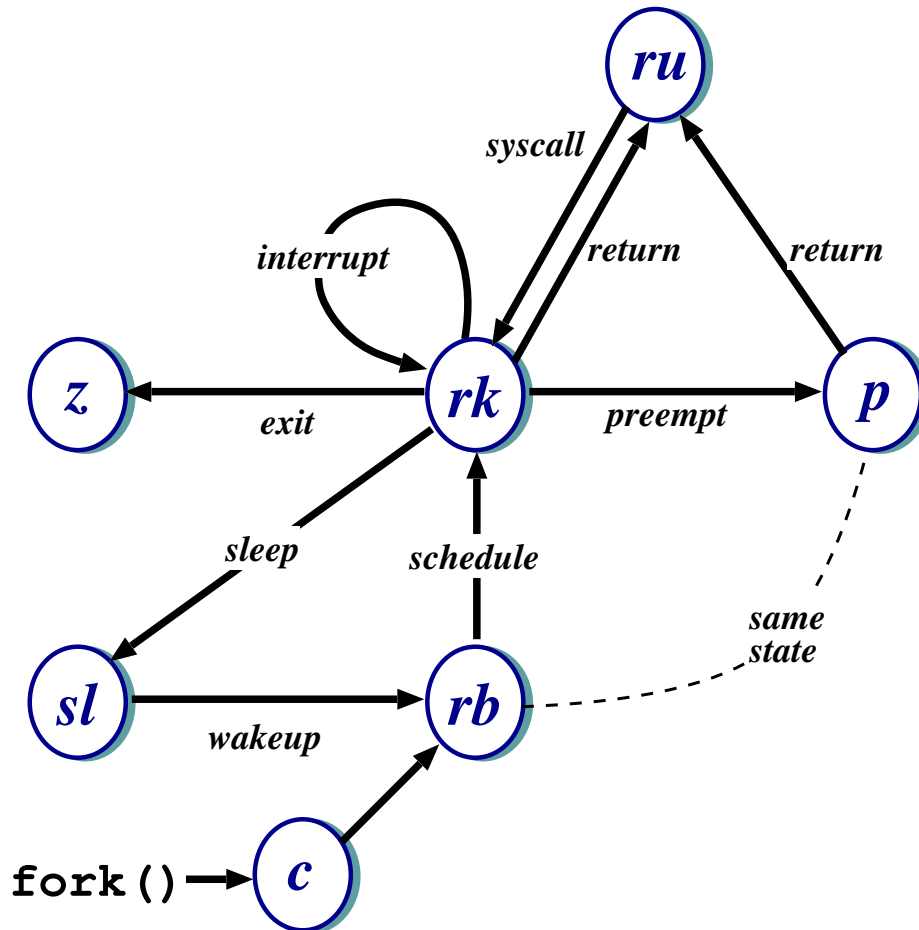 ru
syscall
interrupt
return
return
z
rk
p
exit
preempt
sleep
schedule
same
state
sl
rb
wakeup
fork()
c